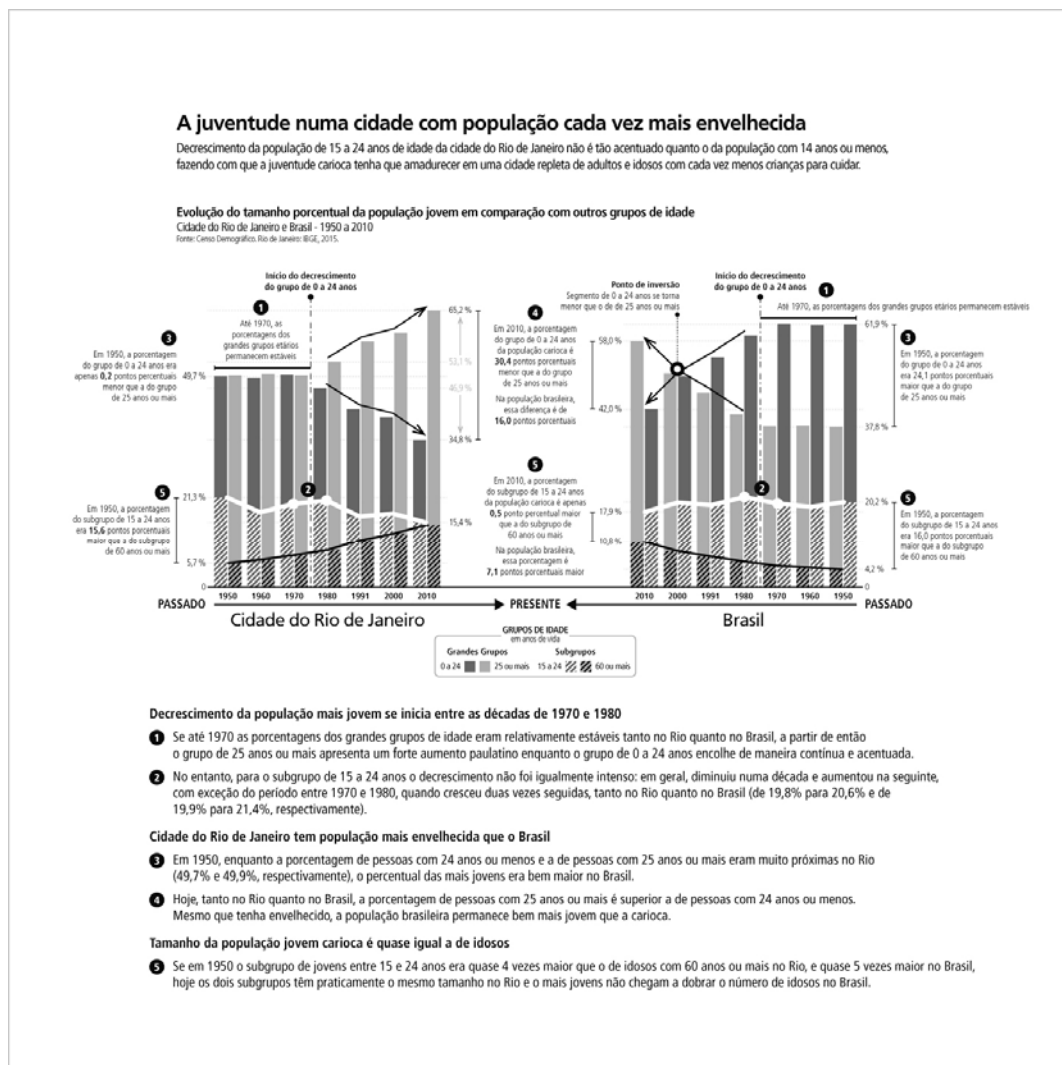 A juventude numa cidade com população cada vez mais envelhecida
Decrescimento da população de 15 a 24 anos de idade da cidade do Rio de Janeiro não é tão acentuado quanto o da população com 14 anos ou menos,
fazendo com que a juventude carioca tenha que amadurecer em uma cidade repleta de adultos e idosos com cada vez menos crianças para cuidar.
Evolução do tamanho porcentual da população jovem em comparação com outros grupos de idade
Cidade do Rio de Janeiro e Brasil - 1950 a 2010
Fonte: Censo Demográfico. Rio de Janeiro: IBGE, 2015.
Início do decrescimento
do grupo de 0 a 24 anos
1
Até 1970, as
porcentagens dos
grandes grupos etários
permanecem estáveis
3
Em 1950, a porcentagem
do grupo de 0 a 24 anos era
apenas 0,2 pontos porcentuais
menor que a do grupo
de 25 anos ou mais
49,7 %
5
Em 1950, a porcentagem
do subgrupo de 15 a 24 anos
era 15,6 pontos porcentuais
maior que a do subgrupo
de 60 anos ou mais
21,3 %
5,7 %
0
2
65,2 %
53,1 %
46,9 %
34,8 %
15,4 %
4
Em 2010, a porcentagem
do grupo de 0 a 24 anos
da população carioca é
30,4 pontos porcentuais
menor que a do grupo
de 25 anos ou mais
Na população brasileira,
essa diferença é de
16,0 pontos porcentuais
5
Em 2010, a porcentagem
do subgrupo de 15 a 24 anos
da população carioca é apenas
0,5 ponto porcentual maior
que a do subgrupo de
60 anos ou mais
Na população brasileira,
essa porcentagem é
7,1 pontos porcentuais maior
Ponto de inversão
Segmento de 0 a 24 anos se torna
menor que o de de 25 anos ou mais
Início do decrescimento
do grupo de 0 a 24 anos
1
Até 1970, as porcentagens dos grandes grupos etários permanecem estáveis
58,0 %
42,0 %
17,9 %
10,8 %
2
61,9 %
37,8 %
20,2 %
4,2 %
0
3
Em 1950, a porcentagem
do grupo de 0 a 24 anos
era 24,1 pontos porcentuais
maior que a do grupo
de 25 anos ou mais
5
Em 1950, a porcentagem
do subgrupo de 15 a 24 anos
era 16,0 pontos porcentuais
maior que a do subgrupo
de 60 anos ou mais
1950 1960 1970 1980 1991 2000 2010
2010 2000 1991 1980 1970 1960 1950
PASSADO PRESENTE PASSADO
Cidade do Rio de Janeiro
Brasil
GRUPOS DE IDADE
em anos de vida
Grandes Grupos Subgrupos
0 a 24 25 ou mais 15 a 24 60 ou mais
Decrescimento da população mais jovem se inicia entre as décadas de 1970 e 1980
1 Se até 1970 as porcentagens dos grandes grupos de idade eram relativamente estáveis tanto no Rio quanto no Brasil, a partir de então
o grupo de 25 anos ou mais apresenta um forte aumento paulatino enquanto o grupo de 0 a 24 anos encolhe de maneira contínua e acentuada.
2 No entanto, para o subgrupo de 15 a 24 anos o decrescimento não foi igualmente intenso: em geral, diminuiu numa década e aumentou na seguinte,
com exceção do período entre 1970 e 1980, quando cresceu duas vezes seguidas, tanto no Rio quanto no Brasil (de 19,8% para 20,6% e de
19,9% para 21,4%, respectivamente).
Cidade do Rio de Janeiro tem população mais envelhecida que o Brasil
3 Em 1950, enquanto a porcentagem de pessoas com 24 anos ou menos e a de pessoas com 25 anos ou mais eram muito próximas no Rio
(49,7% e 49,9%, respectivamente), o percentual das mais jovens era bem maior no Brasil.
4 Hoje, tanto no Rio quanto no Brasil, a porcentagem de pessoas com 25 anos ou mais é superior a de pessoas com 24 anos ou menos.
Mesmo que tenha envelhecido, a população brasileira permanece bem mais jovem que a carioca.
Tamanho da população jovem carioca é quase igual a de idosos
5 Se em 1950 o subgrupo de jovens entre 15 e 24 anos era quase 4 vezes maior que o de idosos com 60 anos ou mais no Rio, e quase 5 vezes maior no Brasil,
hoje os dois subgrupos têm praticamente o mesmo tamanho no Rio e o mais jovens não chegam a dobrar o número de idosos no Brasil.